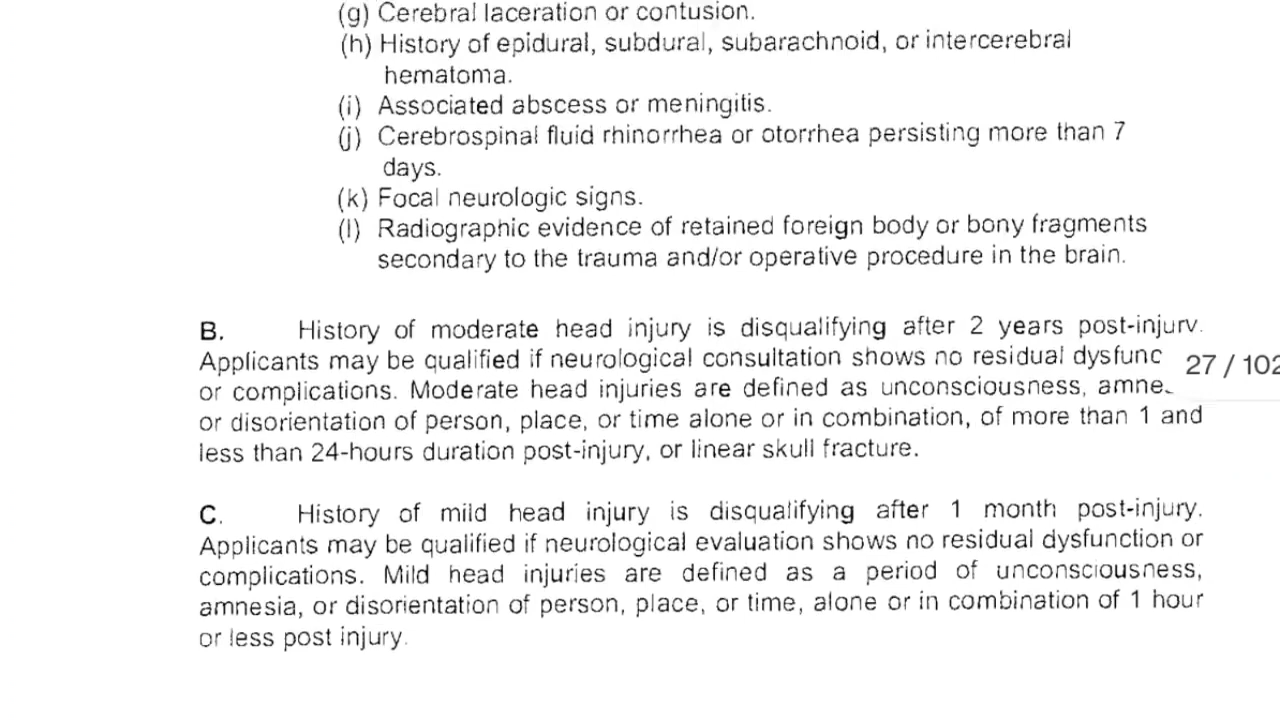 (g) Cerebral laceration or contusion.
(h) History of epidural, subdural, subarachnoid, or intercerebral
hematoma.
(i) Associated abscess or meningitis.
(j) Cerebrospinal fluid rhinorrhea or otorrhea persisting more than 7
days.
(k) Focal neurologic signs.
(l) Radiographic evidence of retained foreign body or bony fragments
secondary to the trauma and/or operative procedure in the brain.
B. History of moderate head injury is disqualifying after 2 years post-injury.
Applicants may be qualified if neurological consultation shows no residual dysfunc
27 / 102
or complications. Moderate head injuries are defined as unconsciousness, amne
or disorientation of person, place, or time alone or in combination, of more than 1 and
less than 24-hours duration post-injury, or linear skull fracture.
C. History of mild head injury is disqualifying after 1 month post-injury.
Applicants may be qualified if neurological evaluation shows no residual dysfunction or
complications. Mild head injuries are defined as a period of unconsciousness,
amnesia, or disorientation of person, place, or time, alone or in combination of 1 hour
or less post injury.